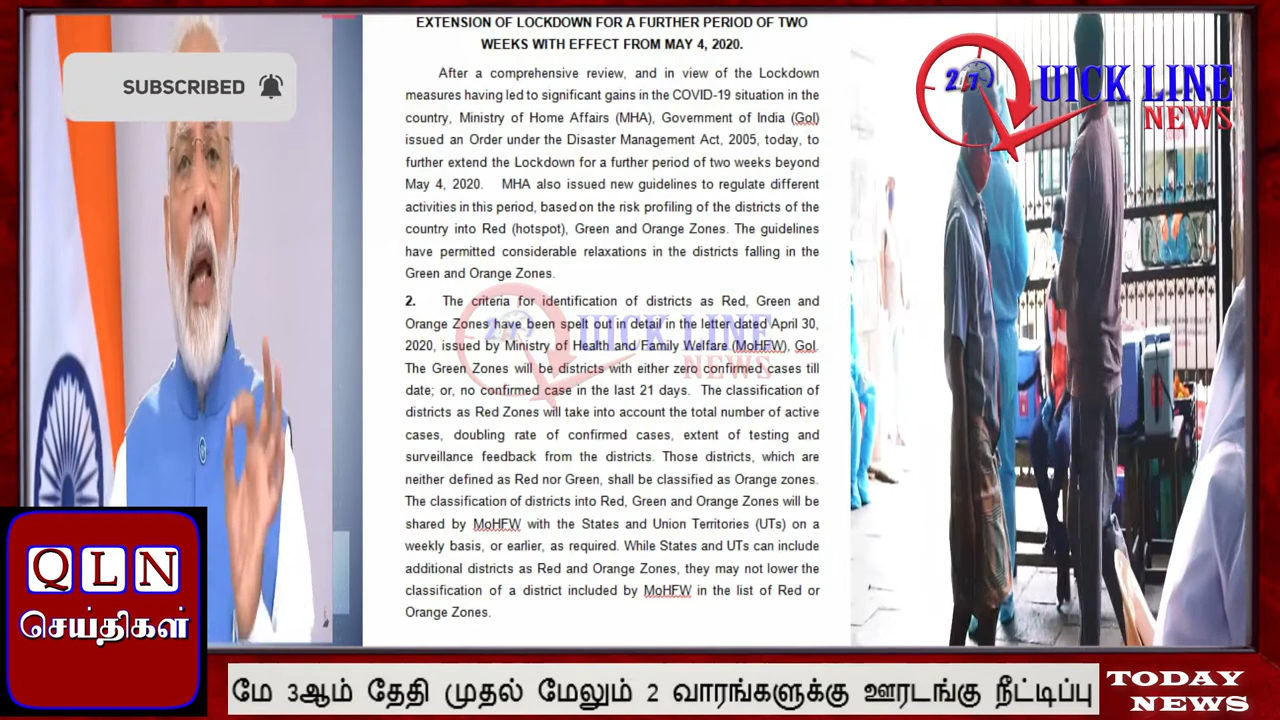 EXTENSION OF LOCKDOWN FOR A FURTHER PERIOD OF TWO
WEEKS WITH EFFECT FROM MAY 4, 2020.
After a comprehensive review, and in view of the Lockdown
measures having led to significant gains in the COVID-19 situation in the
country, Ministry of Home Affairs (MHA), Government of India (GoI)
issued an Order under the Disaster Management Act, 2005, today, to
further extend the Lockdown for a further period of two weeks beyond
May 4, 2020. MHA also issued new guidelines to regulate different
activities in this period, based on the risk profiling of the districts of the
country into Red (hotspot), Green and Orange Zones. The guidelines
have permitted considerable relaxations in the districts falling in the
Green and Orange Zones.
2. The criteria for identification of districts as Red, Green and
Orange Zones have been spelt out in detail in the letter dated April 30,
2020, issued by Ministry of Health and Family Welfare (MoHFW), GoI.
The Green Zones will be districts with either zero confirmed cases till
date; or, no confirmed case in the last 21 days. The classification of
districts as Red Zones will take into account the total number of active
cases, doubling rate of confirmed cases, extent of testing and
surveillance feedback from the districts. Those districts, which are
neither defined as Red nor Green, shall be classified as Orange zones.
The classification of districts into Red, Green and Orange Zones will be
shared by MoHFW with the States and Union Territories (UTs) on a
weekly basis, or earlier, as required. While States and UTs can include
additional districts as Red and Orange Zones, they may not lower the
classification of a district included by MoHFW in the list of Red or
Orange Zones.
SUBSCRIBED
24/7 QUICK LINE
NEWS
24/7 QUICK LINE
NEWS
QLN
செய்திகள்
மே 3ஆம் தேதி முதல் மேலும் 2 வாரங்களுக்கு ஊரடங்கு நீட்டிப்பு
TODAY
NEWS